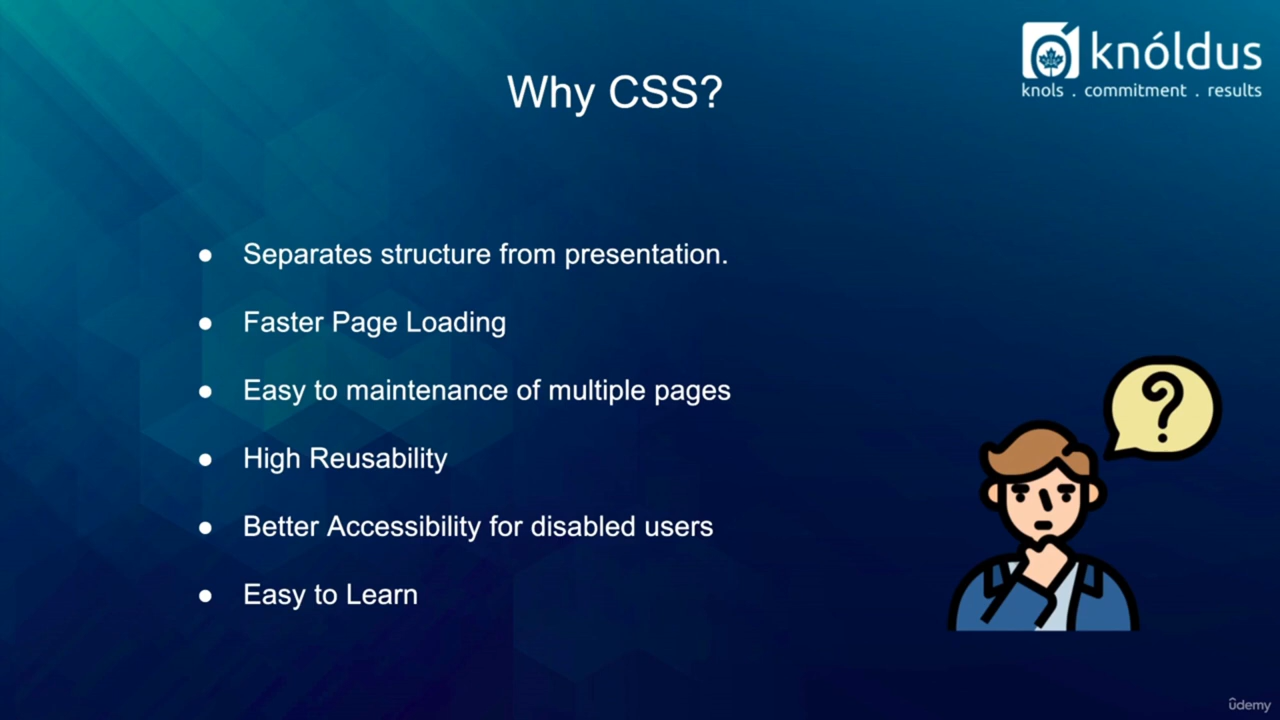 knóldus
knols . commitment . results
Why CSS?
● Separates structure from presentation.
● Faster Page Loading
● Easy to maintenance of multiple pages
● High Reusability
● Better Accessibility for disabled users
● Easy to Learn
?
ûdemy